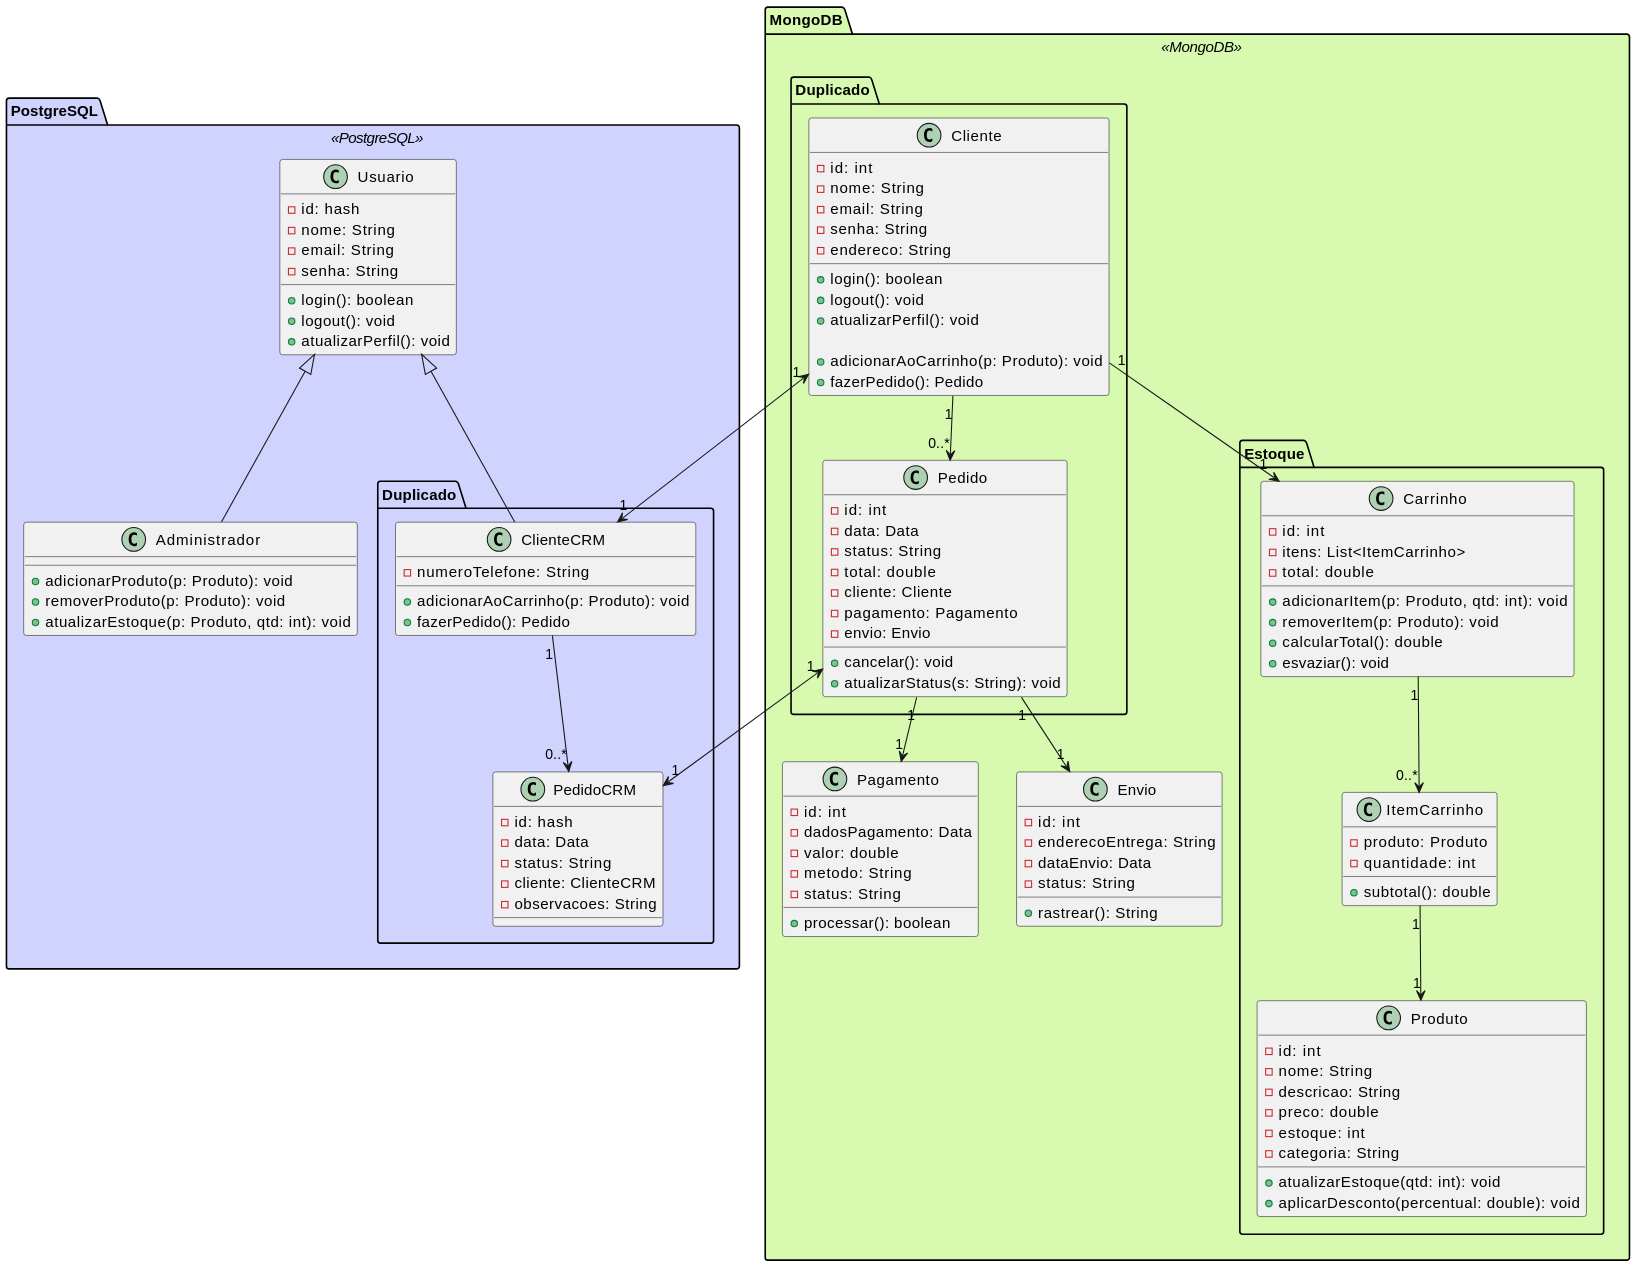 PostgreSQL
«PostgreSQL»
Usuario
id: hash
nome: String
email: String
senha: String
login(): boolean
logout(): void
atualizarPerfil(): void
Administrador
adicionarProduto(p: Produto): void
removerProduto(p: Produto): void
atualizarEstoque(p: Produto, qtd: int): void
Duplicado
ClienteCRM
numeroTelefone: String
adicionarAoCarrinho(p: Produto): void
fazerPedido(): Pedido
1
0..*
PedidoCRM
id: hash
data: Data
status: String
cliente: ClienteCRM
observacoes: String
MongoDB
«MongoDB»
Duplicado
Cliente
id: int
nome: String
email: String
senha: String
endereco: String
login(): boolean
logout(): void
atualizarPerfil(): void
adicionarAoCarrinho(p: Produto): void
fazerPedido(): Pedido
1
1
1
0..*
1
1
Pedido
id: int
data: Data
status: String
total: double
cliente: Cliente
pagamento: Pagamento
envio: Envio
cancelar(): void
atualizarStatus(s: String): void
1
1
1
1
1
1
Pagamento
id: int
dadosPagamento: Data
valor: double
metodo: String
status: String
processar(): boolean
Envio
id: int
enderecoEntrega: String
dataEnvio: Data
status: String
rastrear(): String
Estoque
Carrinho
id: int
itens: List<ItemCarrinho>
total: double
adicionarItem(p: Produto, qtd: int): void
removerItem(p: Produto): void
calcularTotal(): double
esvaziar(): void
1
0..*
ItemCarrinho
produto: Produto
quantidade: int
subtotal(): double
1
1
Produto
id: int
nome: String
descricao: String
preco: double
estoque: int
categoria: String
atualizarEstoque(qtd: int): void
aplicarDesconto(percentual: double): void